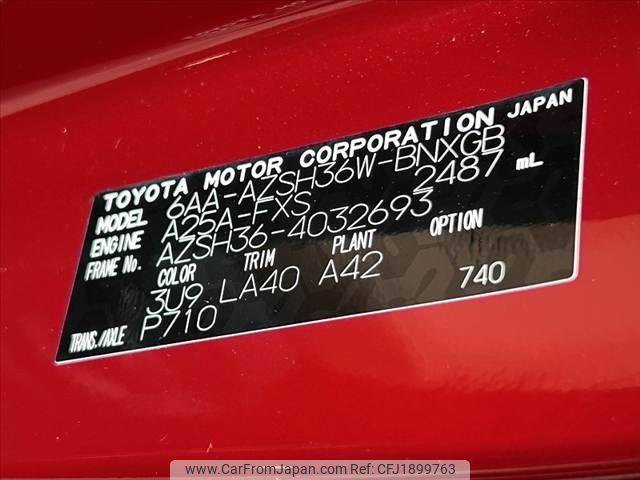 TOYOTA MOTOR CORPORATION JAPAN
MODEL 6AA-AZSH36W-BNXGB
ENGINE A25A-FXS 2487 mL
FRAME No. AZSH36-4032693
COLOR TRIM PLANT OPTION
3U9 LA40 A42 740
TRANS./AXLE P710
www.CarFromJapan.com Ref: CFJ1899763